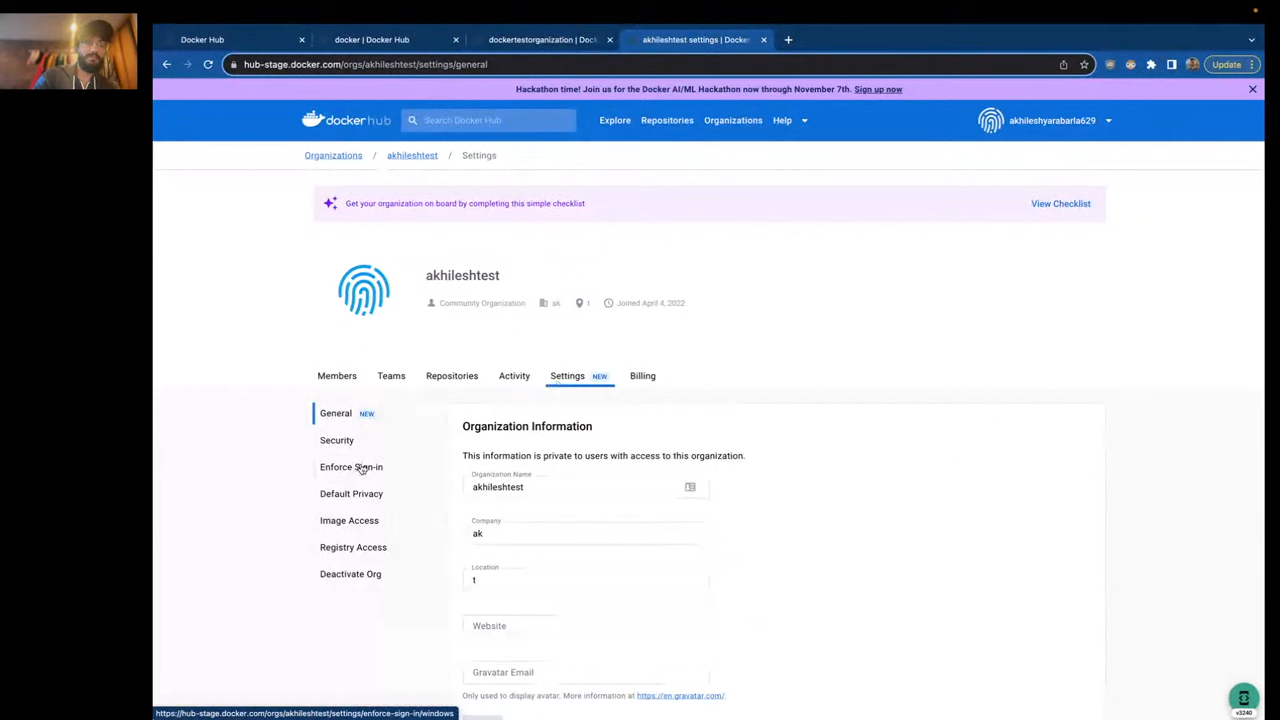 Docker Hub
docker | Docker Hub
dockertestorganization | Doc
akhileshtest settings | Docker
hub-stage.docker.com/orgs/akhileshtest/settings/general
Update
Hackathon time! Join us for the Docker AI/ML Hackathon now through November 7th. Sign up now
dockerhub
Search Docker Hub
Explore
Repositories
Organizations
Help
akhileshyarabarla629
Organizations / akhileshtest / Settings
Get your organization on board by completing this simple checklist
View Checklist
akhileshtest
Community Organization
ak
t
Joined April 4, 2022
Members
Teams
Repositories
Activity
Settings NEW
Billing
General NEW
Security
Enforce Sign-in
Default Privacy
Image Access
Registry Access
Deactivate Org
Organization Information
This information is private to users with access to this organization.
Organization Name
akhileshtest
Company
ak
Location
t
Website
Gravatar Email
Only used to display avatar. More information at https://en.gravatar.com/.
https://hub-stage.docker.com/orgs/akhileshtest/settings/enforce-sign-in/windows
v3240